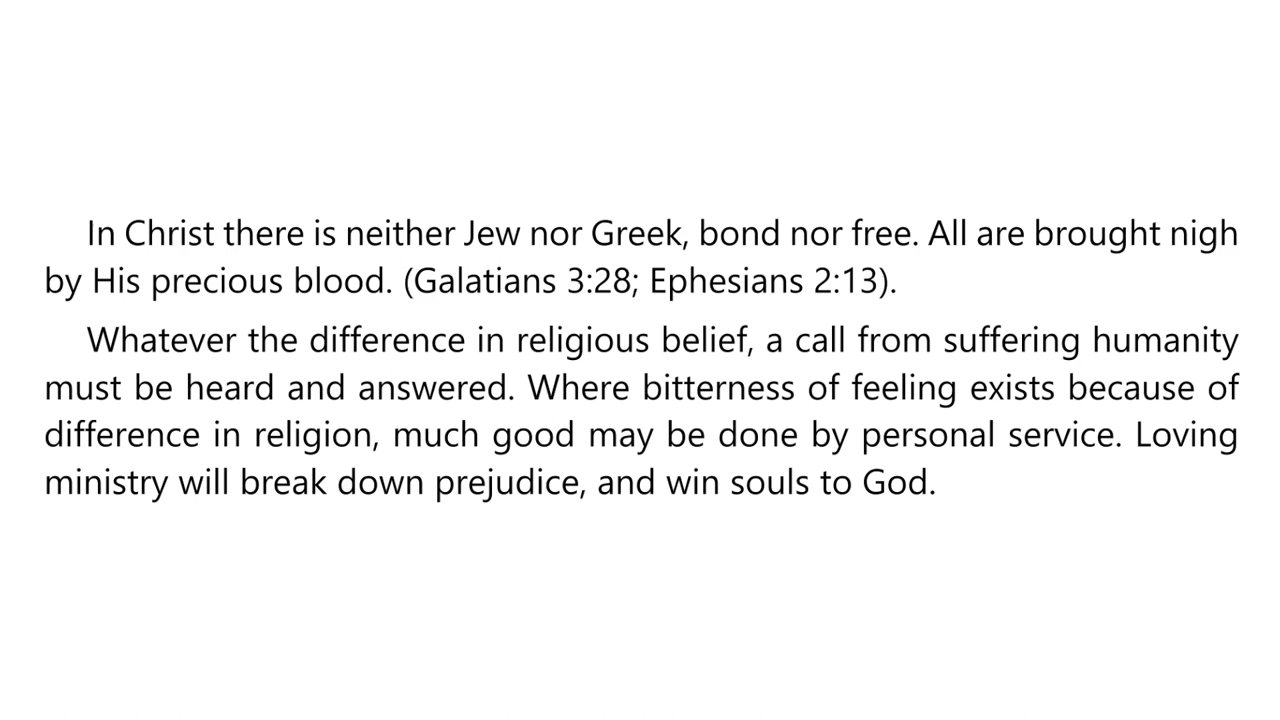 In Christ there is neither Jew nor Greek, bond nor free. All are brought nigh
by His precious blood. (Galatians 3:28; Ephesians 2:13).
Whatever the difference in religious belief, a call from suffering humanity
must be heard and answered. Where bitterness of feeling exists because of
difference in religion, much good may be done by personal service. Loving
ministry will break down prejudice, and win souls to God.